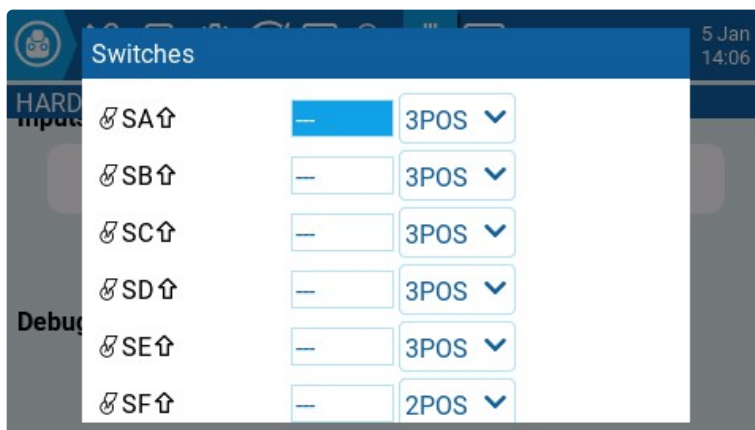 5 Jan
14:06
Switches
HARD
Inputs
SA⇧ --- 3POS
SB⇧ --- 3POS
SC⇧ --- 3POS
SD⇧ --- 3POS
Debug
SE⇧ --- 3POS
SF⇧ --- 2POS